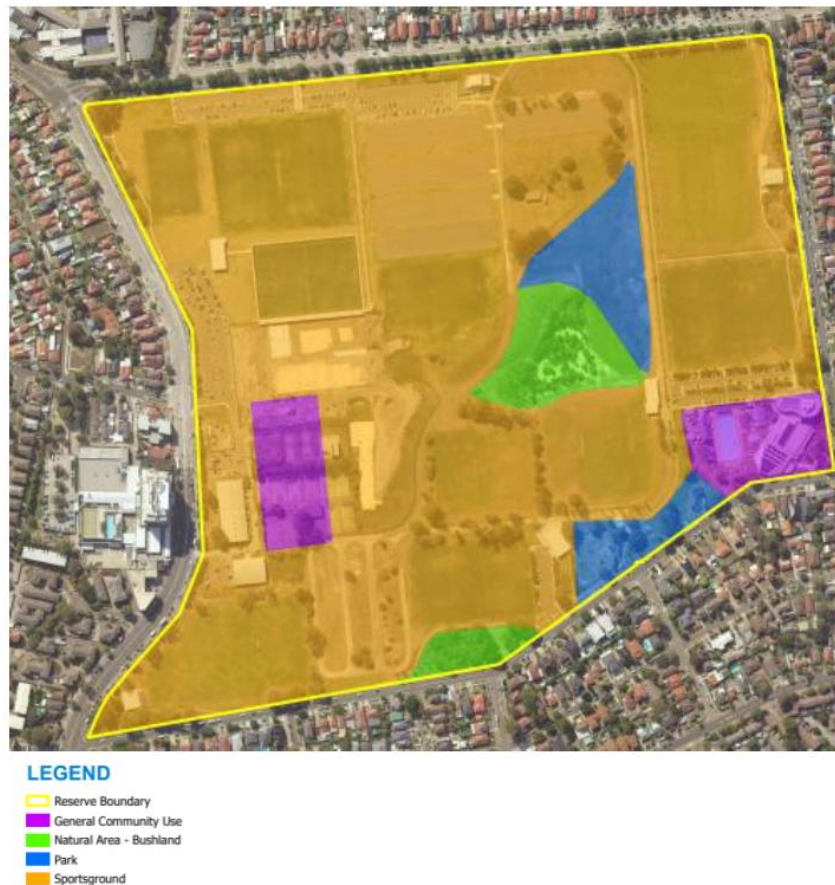 LEGEND
Reserve Boundary
General Community Use
Natural Area - Bushland
Park
Sportsground